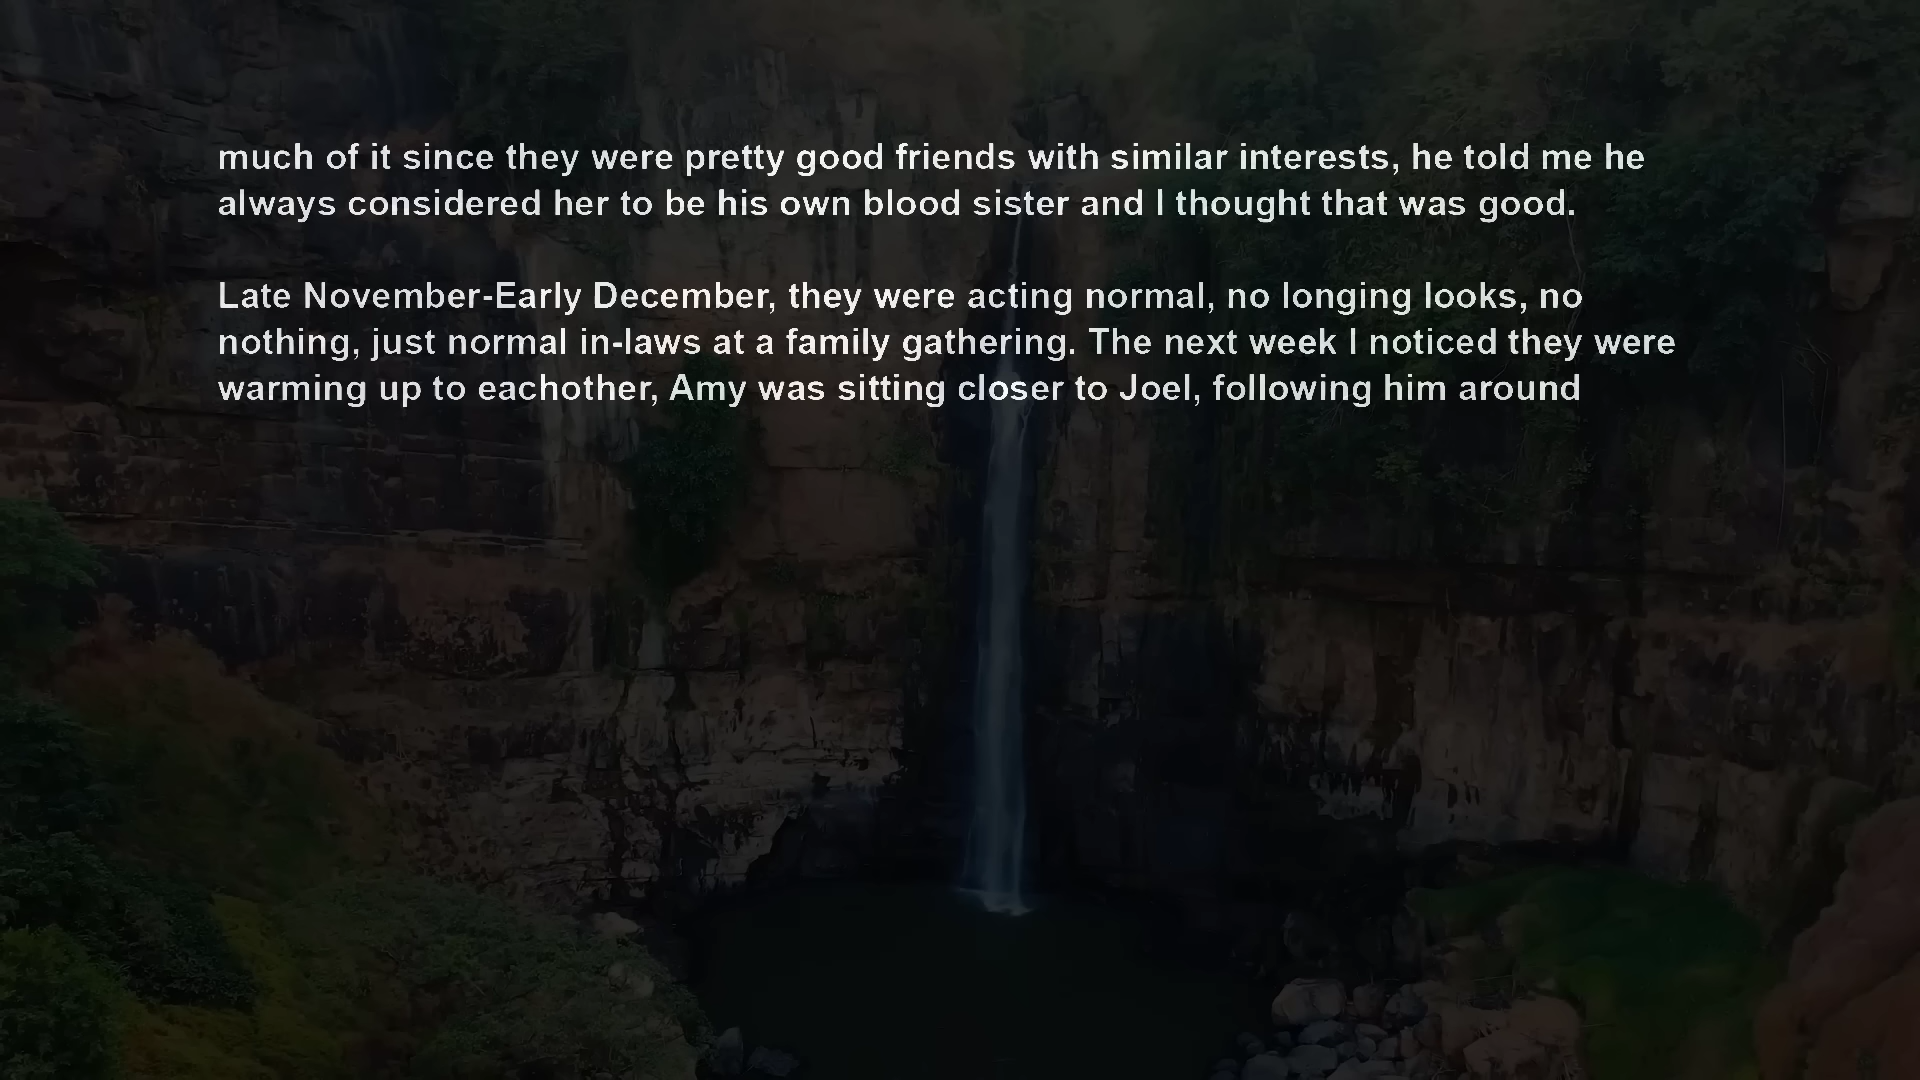 much of it since they were pretty good friends with similar interests, he told me he
always considered her to be his own blood sister and I thought that was good.
Late November-Early December, they were acting normal, no longing looks, no
nothing, just normal in-laws at a family gathering. The next week I noticed they were
warming up to eachother, Amy was sitting closer to Joel, following him around